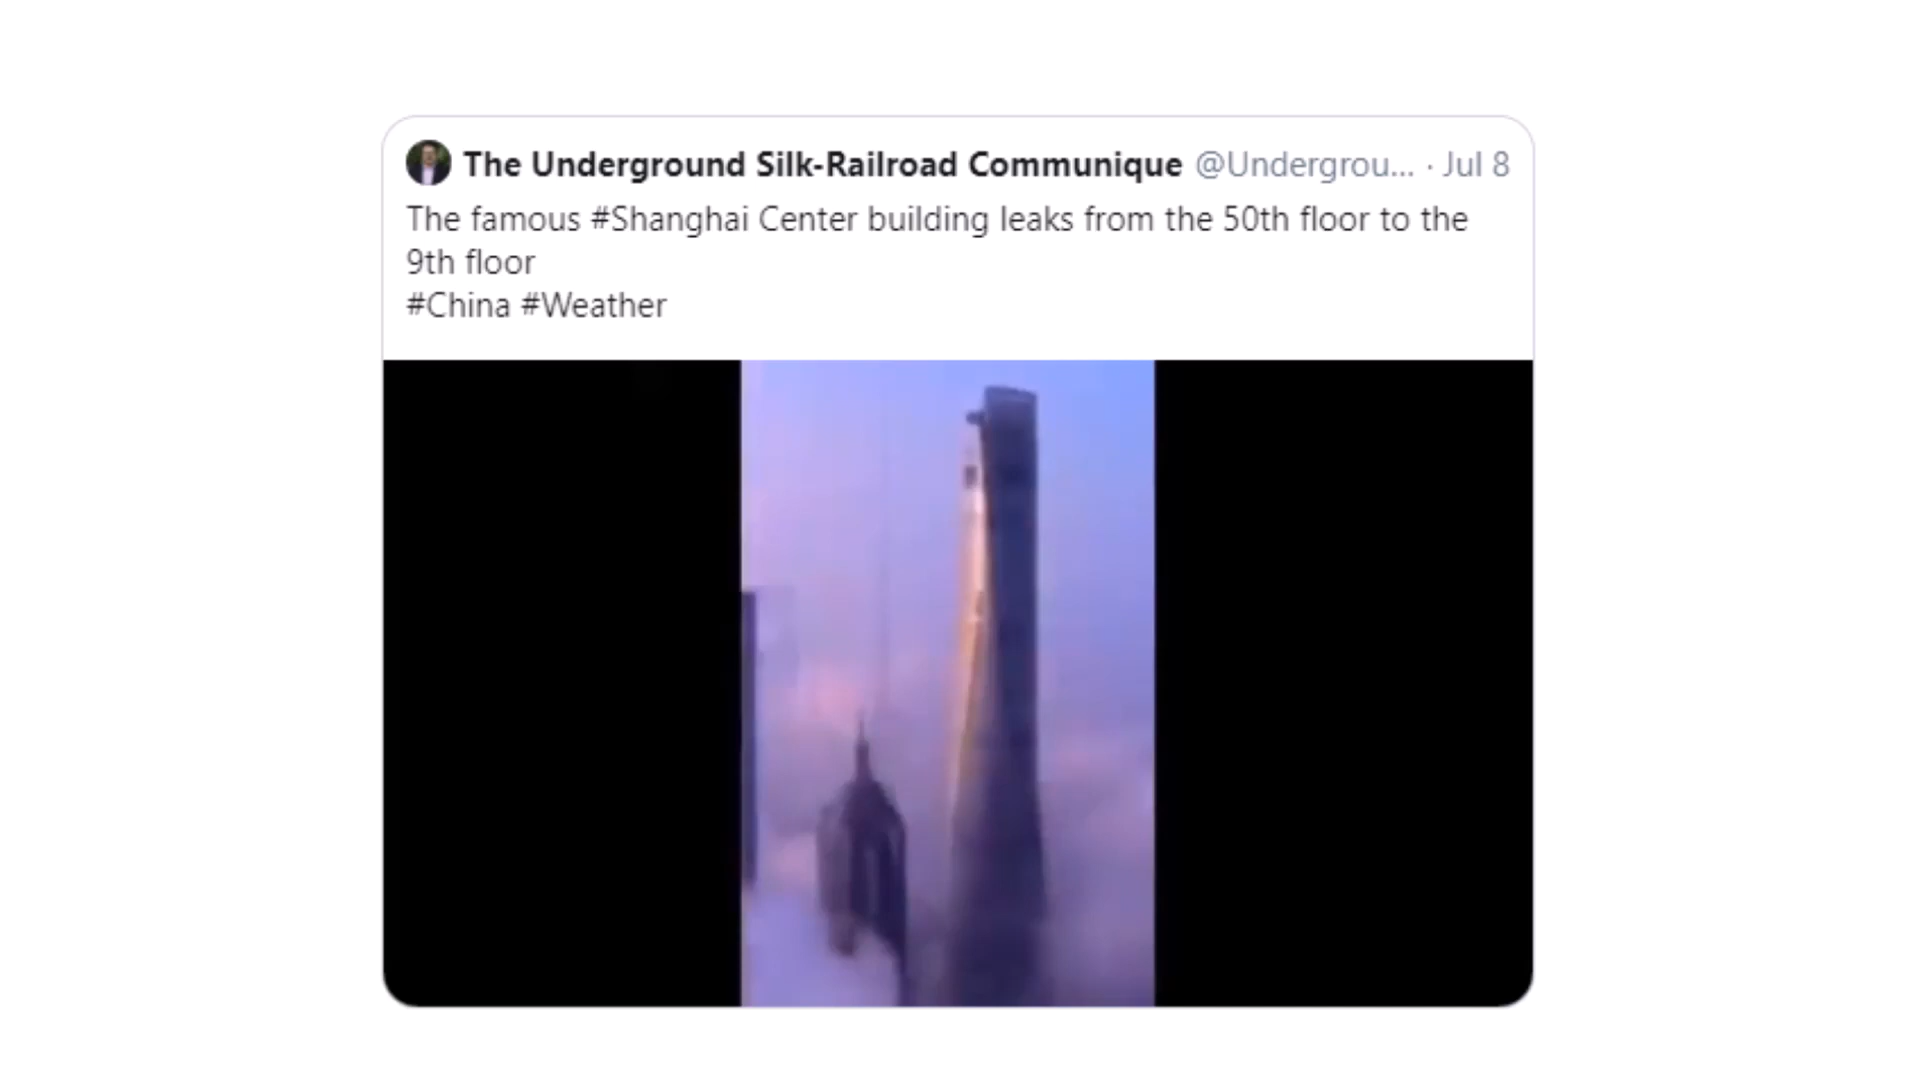 The Underground Silk-Railroad Communique @Undergrou... · Jul 8
The famous #Shanghai Center building leaks from the 50th floor to the
9th floor
#China #Weather